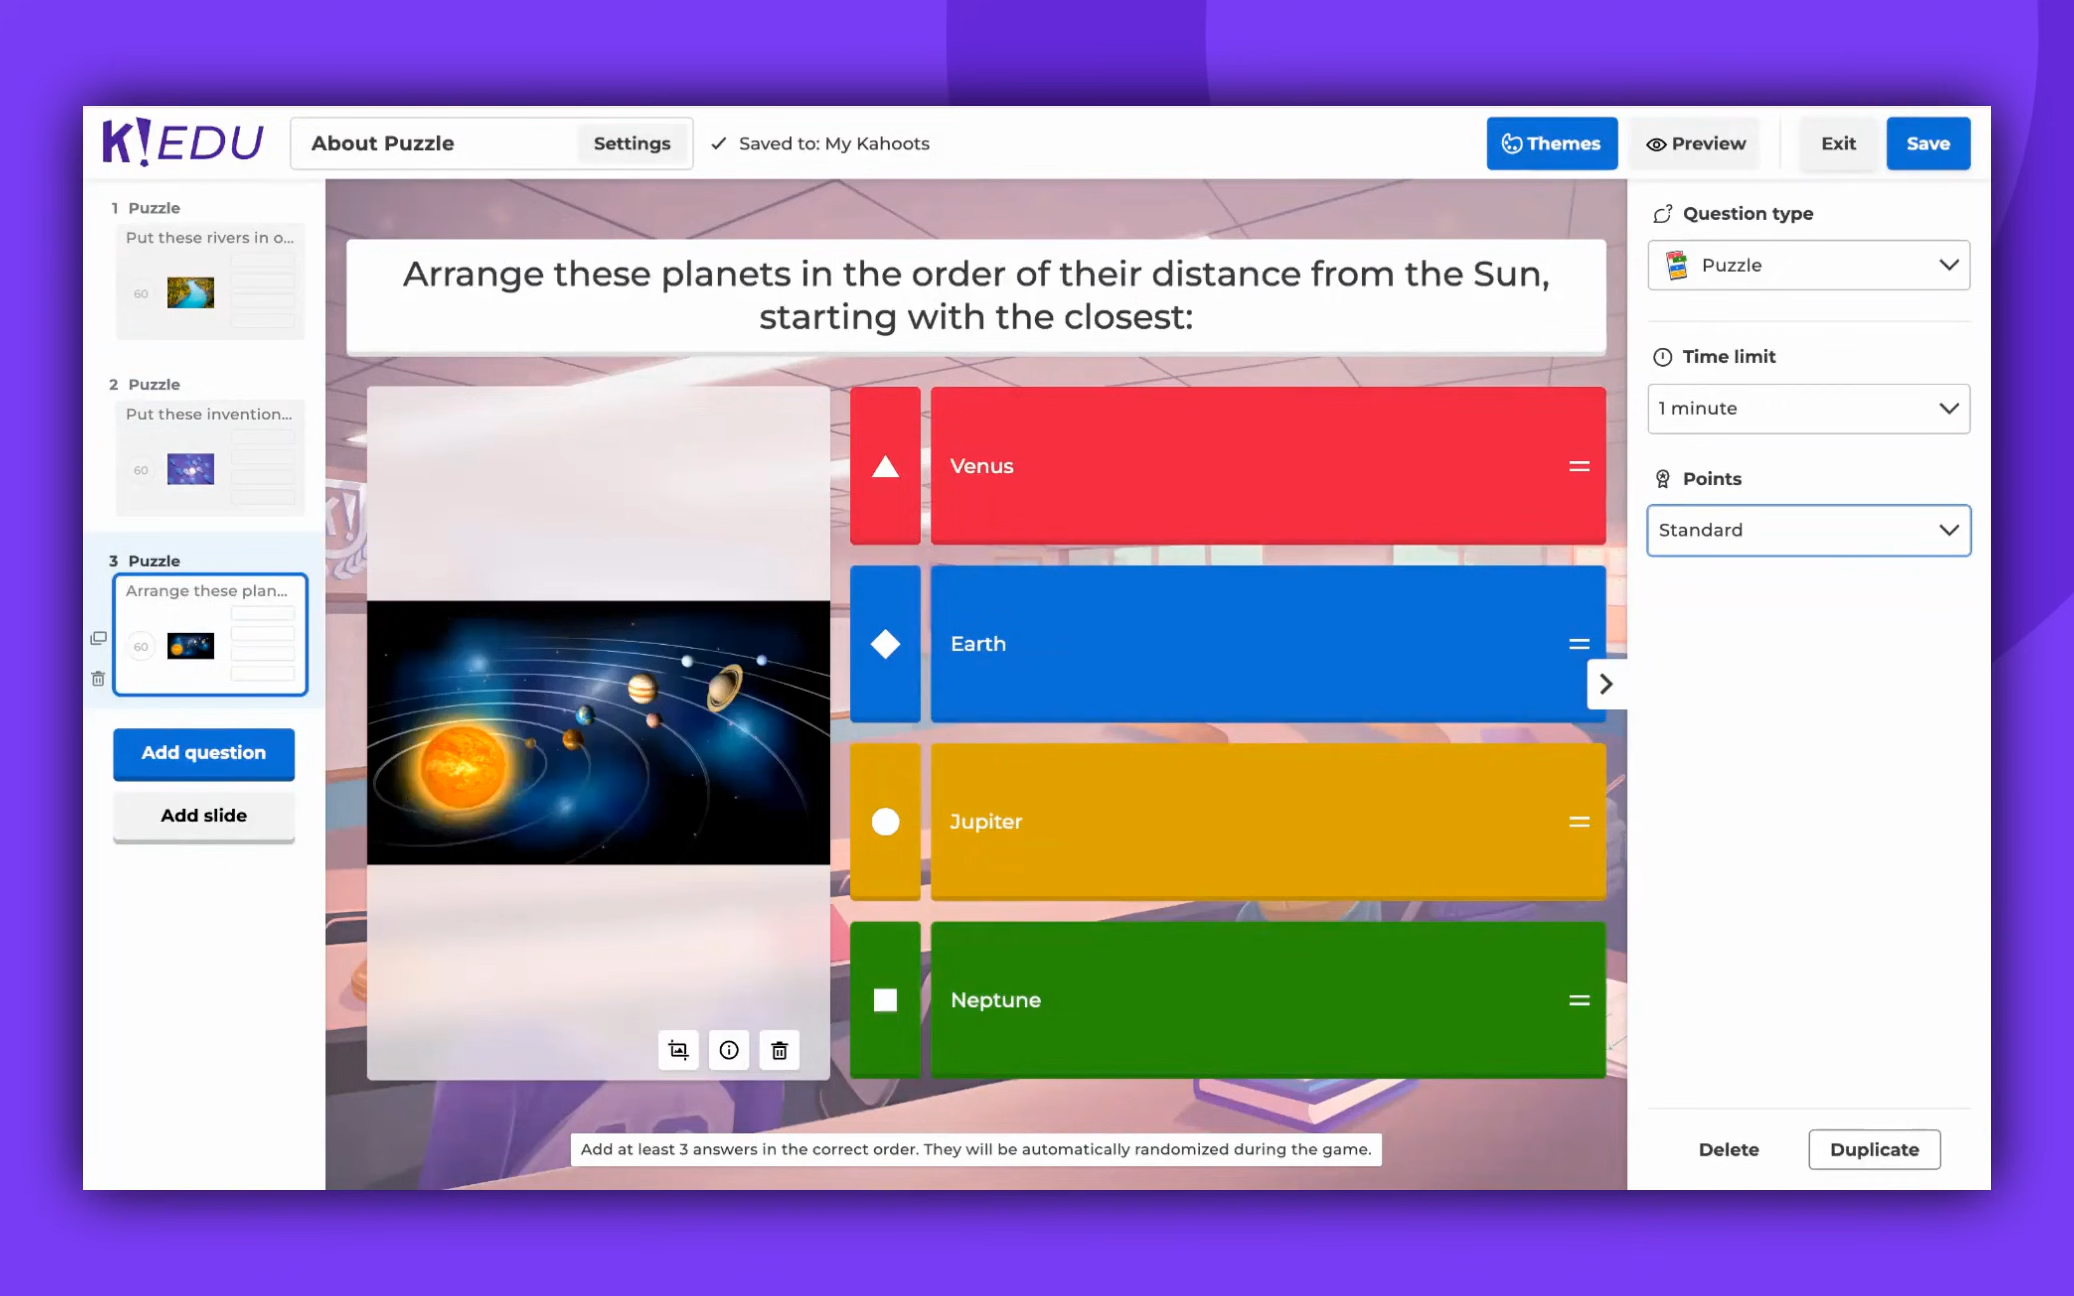 K!EDU
About Puzzle
Settings
Saved to: My Kahoots
Themes
Preview
Exit
Save
1 Puzzle
Put these rivers in o...
60
2 Puzzle
Put these invention...
60
3 Puzzle
Arrange these plan...
60
Add question
Add slide
Arrange these planets in the order of their distance from the Sun,
starting with the closest:
Venus
Earth
Jupiter
Neptune
Add at least 3 answers in the correct order. They will be automatically randomized during the game.
Question type
Puzzle
Time limit
1 minute
Points
Standard
Delete
Duplicate